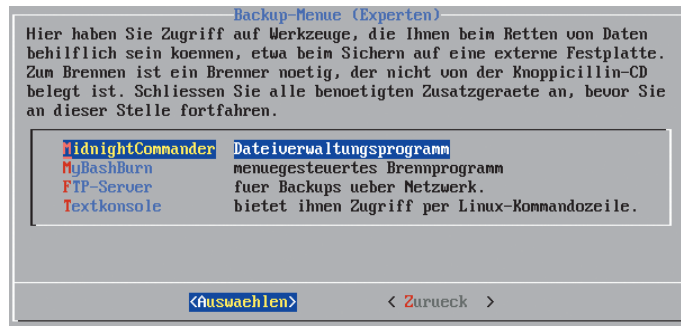 Backup-Menue (Experten)
Hier haben Sie Zugriff auf Werkzeuge, die Ihnen beim Retten von Daten
behilflich sein koennen, etwa beim Sichern auf eine externe Festplatte.
Zum Brennen ist ein Brenner noetig, der nicht von der Knoppicillin-CD
belegt ist. Schliessen Sie alle benoetigten Zusatzgeraete an, bevor Sie
an dieser Stelle fortfahren.
MidnightCommander Dateiverwaltungsprogramm
MyBashBurn menuegesteuertes Brennprogramm
FTP-Server fuer Backups ueber Netzwerk.
Textkonsole bietet ihnen Zugriff per Linux-Kommandozeile.
<Auswaehlen> < Zurueck >